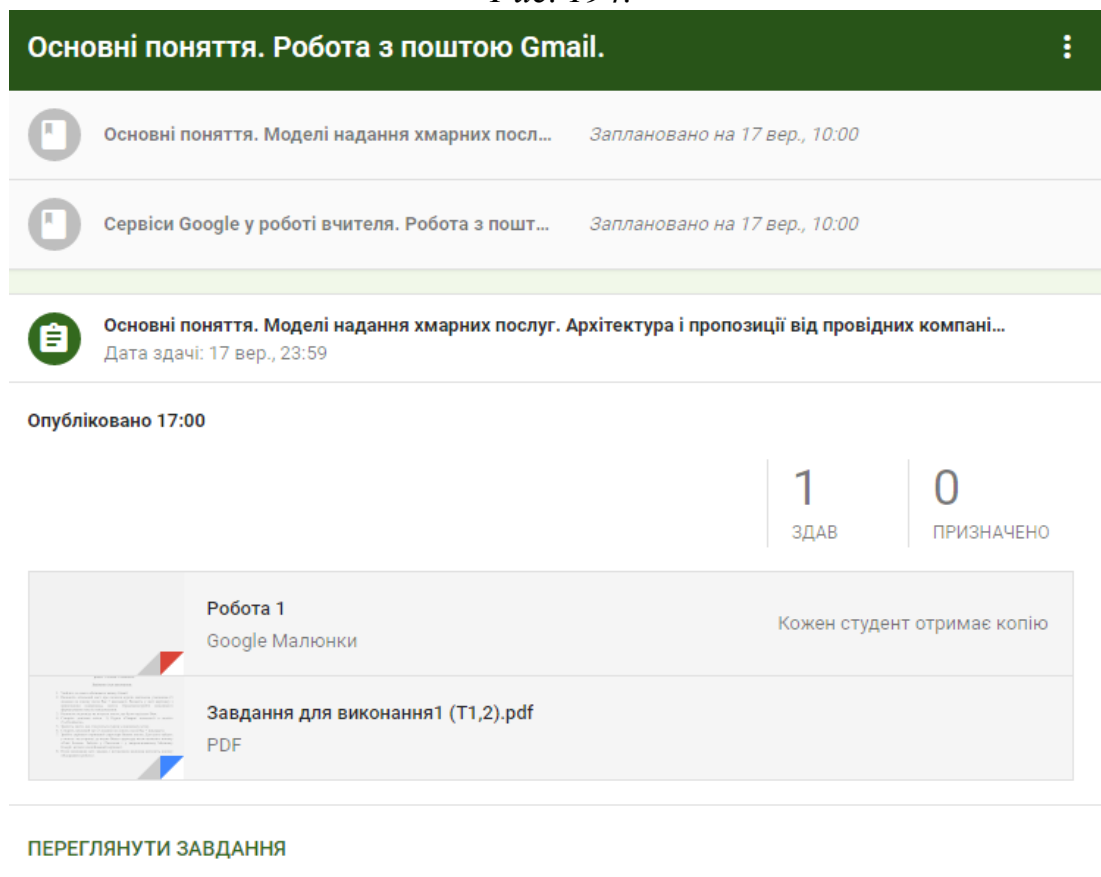 Основні поняття. Робота з поштою Gmail.
Основні поняття. Моделі надання хмарних посл... Заплановано на 17 вер., 10:00
Сервіси Google у роботі вчителя. Робота з пошт... Заплановано на 17 вер., 10:00
Основні поняття. Моделі надання хмарних послуг. Архітектура і пропозиції від провідних компані...
Дата здачі: 17 вер., 23:59
Опубліковано 17:00
1 0
ЗДАВ ПРИЗНАЧЕНО
Робота 1
Google Малюнки
Кожен студент отримає копію
Завдання для виконання1 (Т1,2).pdf
PDF
ПЕРЕГЛЯНУТИ ЗАВДАННЯ